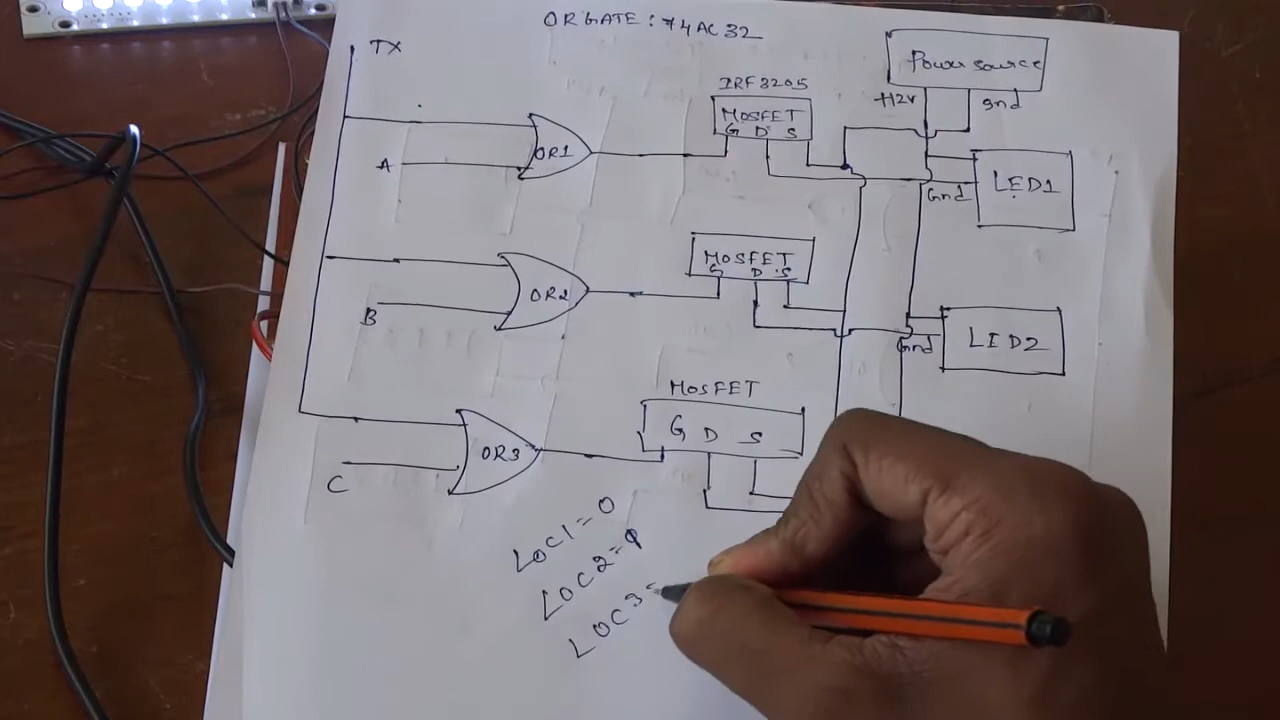 OR GATE : 74AC32
TX
Power source
+12V
gnd
IRF3205
MOSFET
G D S
A
OR1
LED1
Gnd
MOSFET
G D S
B
OR2
LED2
Gnd
MOSFET
G D S
C
OR3
LOC1=0
LOC2=
LOC3=